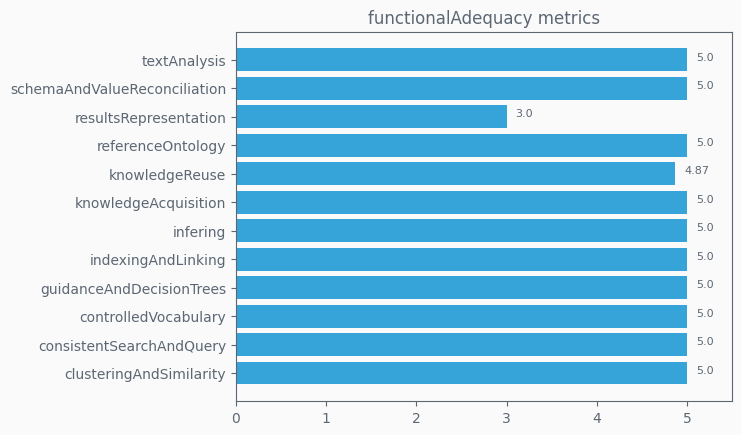 functionalAdequacy metrics
textAnalysis 5.0
schemaAndValueReconciliation 5.0
resultsRepresentation 3.0
referenceOntology 5.0
knowledgeReuse 4.87
knowledgeAcquisition 5.0
infering 5.0
indexingAndLinking 5.0
guidanceAndDecisionTrees 5.0
controlledVocabulary 5.0
consistentSearchAndQuery 5.0
clusteringAndSimilarity 5.0
0 1 2 3 4 5